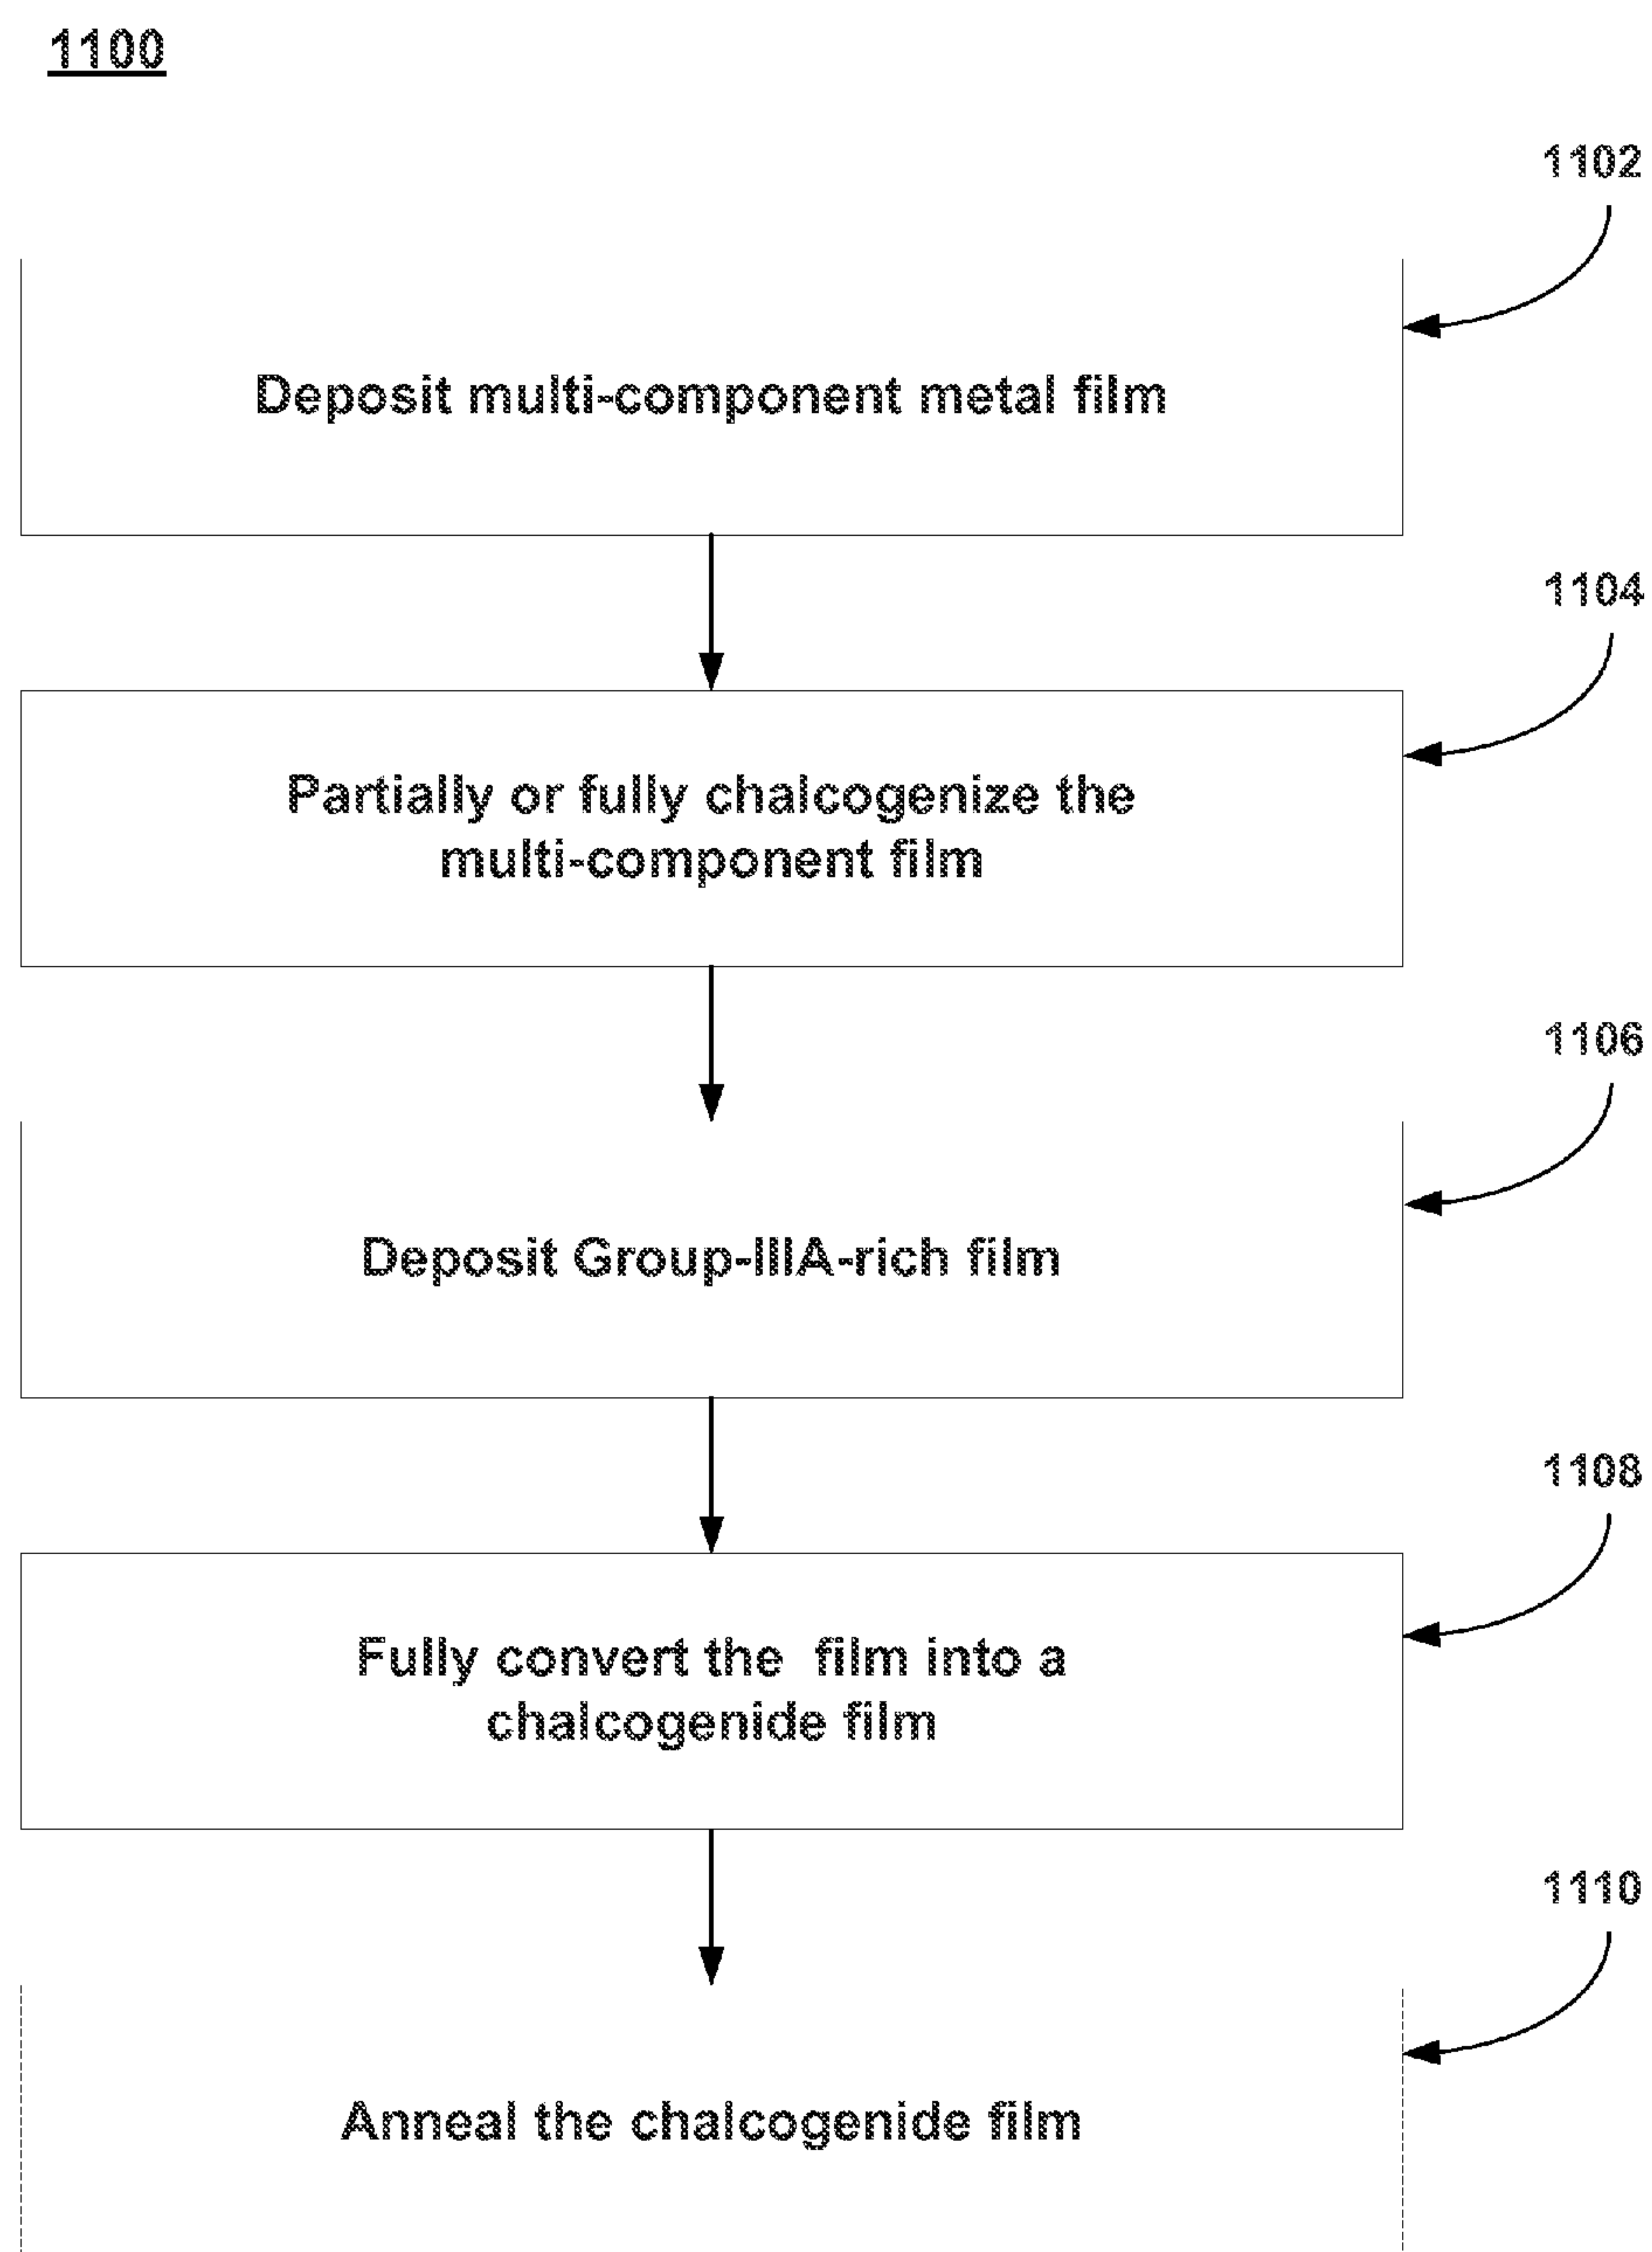 1100
1102
Deposit multi-component metal film
1104
Partially or fully chalcogenize the
multi-component film
1106
Deposit Group-IIIA-rich film
1108
Fully convert the film into a
chalcogenide film
1110
Anneal the chalcogenide film